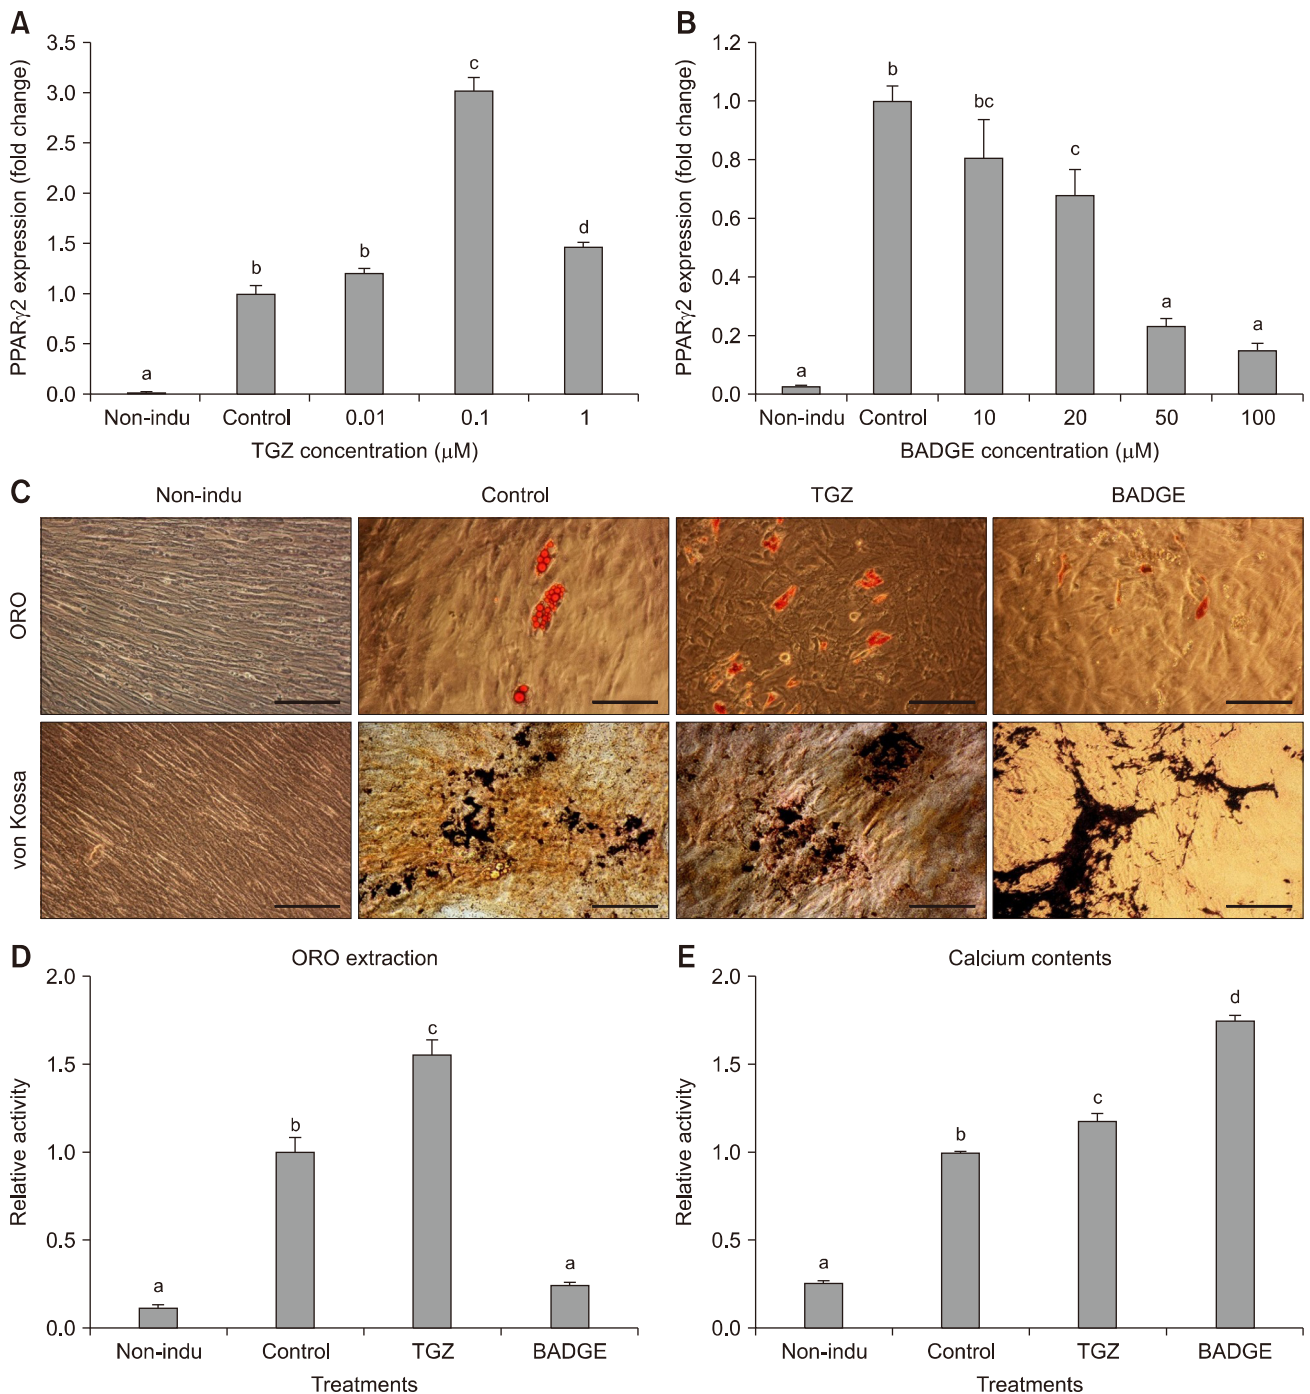 A
PPARγ2 expression (fold change)
3.5
3.0
2.5
2.0
1.5
1.0
0.5
0.0
a
b
b
c
d
Non-indu Control 0.01 0.1 1
TGZ concentration (μM)
B
PPARγ2 expression (fold change)
1.2
1.0
0.8
0.6
0.4
0.2
0.0
a
b
bc
c
a
a
Non-indu Control 10 20 50 100
BADGE concentration (μM)
C
Non-indu Control TGZ BADGE
ORO
von Kossa
D
ORO extraction
Relative activity
2.0
1.5
1.0
0.5
0.0
a
b
c
a
Non-indu Control TGZ BADGE
Treatments
E
Calcium contents
Relative activity
2.0
1.5
1.0
0.5
0.0
a
b
c
d
Non-indu Control TGZ BADGE
Treatments